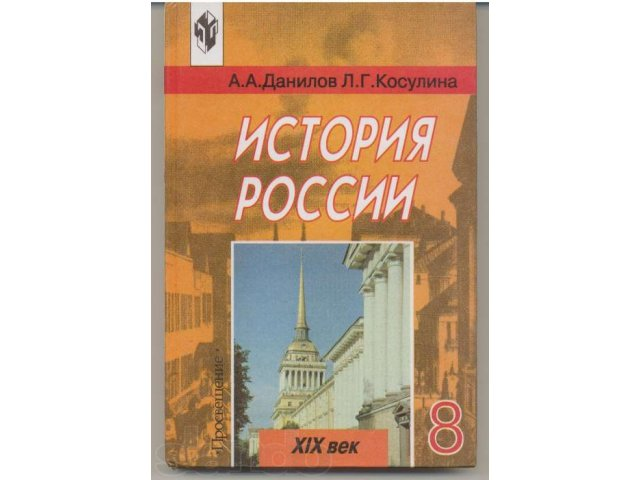 А.А.Данилов Л.Г.Косулина
ИСТОРИЯ
РОССИИ
•Просвещение•
XIX век
8